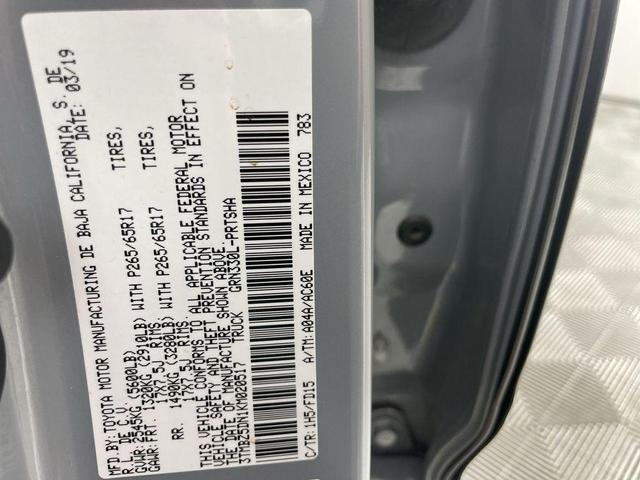 MFD.BY:TOYOTA MOTOR MANUFACTURING DE BAJA CALIFORNIA, S. DE
R.L. DE C.V. DATE: 03/19
GVWR: 2545KG (5600LB)
GAWR: FRT. 1320KG (2910LB) WITH P265/65R17 TIRES,
17X7.5J RIMS
RR. 1490KG (3280LB) WITH P265/65R17 TIRES,
17X7.5J RIMS
THIS VEHICLE CONFORMS TO ALL APPLICABLE FEDERAL MOTOR
VEHICLE SAFETY AND THEFT PREVENTION STANDARDS IN EFFECT ON
THE DATE OF MANUFACTURE SHOWN ABOVE.
3TMBZ5DN1KM020517 TRUCK GRN330L-PRTSHA
C/TR:1H5/FD15 A/TM:A04A/AC60E MADE IN MEXICO 783